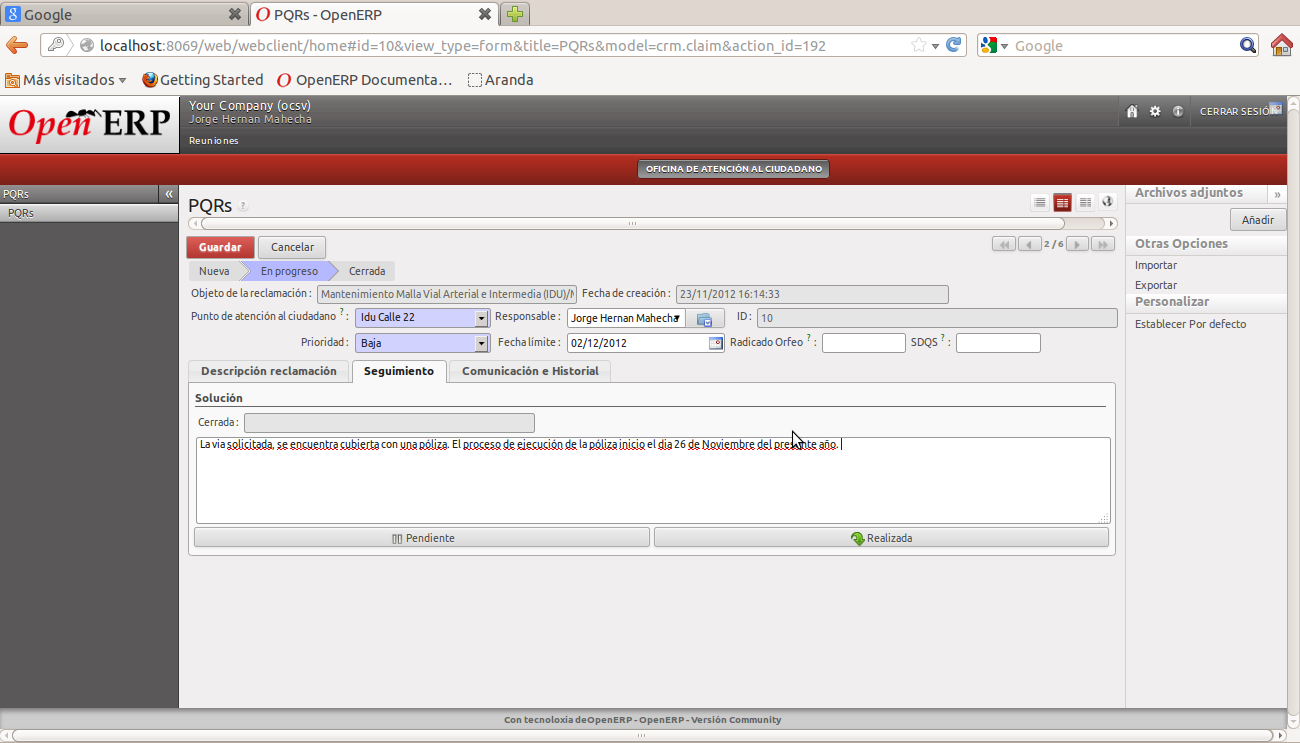 Google
PQRs - OpenERP
localhost:8069/web/webclient/home#id=10&view_type=form&title=PQRs&model=crm.claim&action_id=192
Google
Más visitados
Getting Started
OpenERP Documenta...
Aranda
Open ERP
Your Company (ocsv)
Jorge Hernan Mahecha
Reuniones
CERRAR SESIÓ
OFICINA DE ATENCIÓN AL CIUDADANO
PQRs
«
PQRs
PQRs ?
Archivos adjuntos
»
Añadir
Guardar
Cancelar
2 / 6
Otras Opciones
Importar
Exportar
Personalizar
Establecer Por defecto
Nueva
En progreso
Cerrada
Objeto de la reclamación : Mantenimiento Malla Vial Arterial e Intermedia (IDU)/M Fecha de creación : 23/11/2012 16:14:33
Punto de atención al ciudadano ? : Idu Calle 22 Responsable : Jorge Hernan Mahecha ID : 10
Prioridad : Baja Fecha límite : 02/12/2012 Radicado Orfeo ? : SDQS ? :
Descripción reclamación
Seguimiento
Comunicación e Historial
Solución
Cerrada :
La via solicitada, se encuentra cubierta con una póliza. El proceso de ejecución de la póliza inicio el dia 26 de Noviembre del presente año.
Pendiente
Realizada
Con tecnoloxia deOpenERP - OpenERP - Versión Community